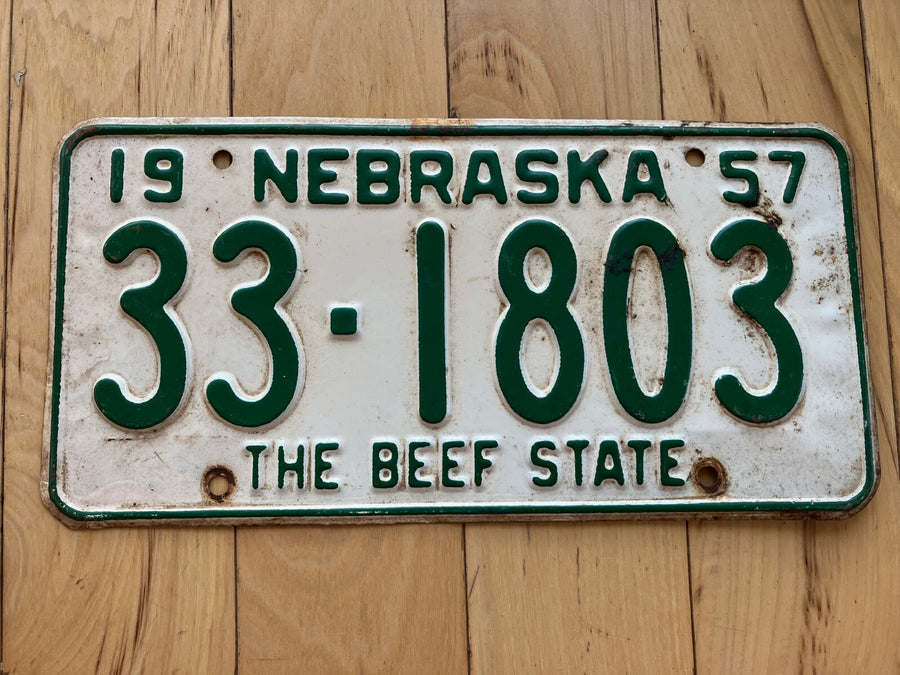 19 NEBRASKA 57
33-1803
THE BEEF STATE